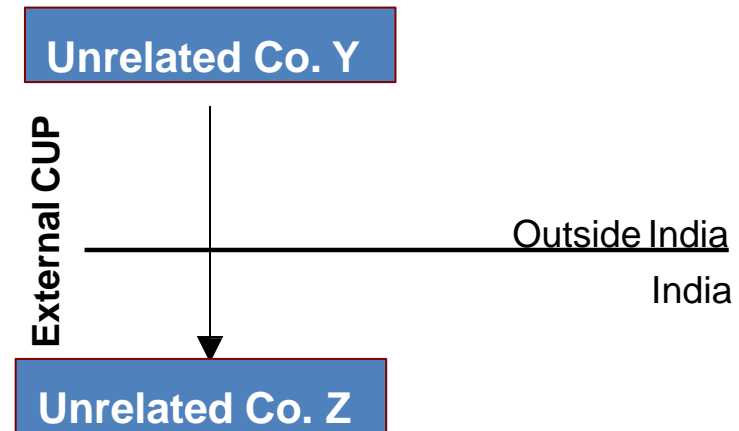 Unrelated Co. Y
External CUP
Outside India
India
Unrelated Co. Z